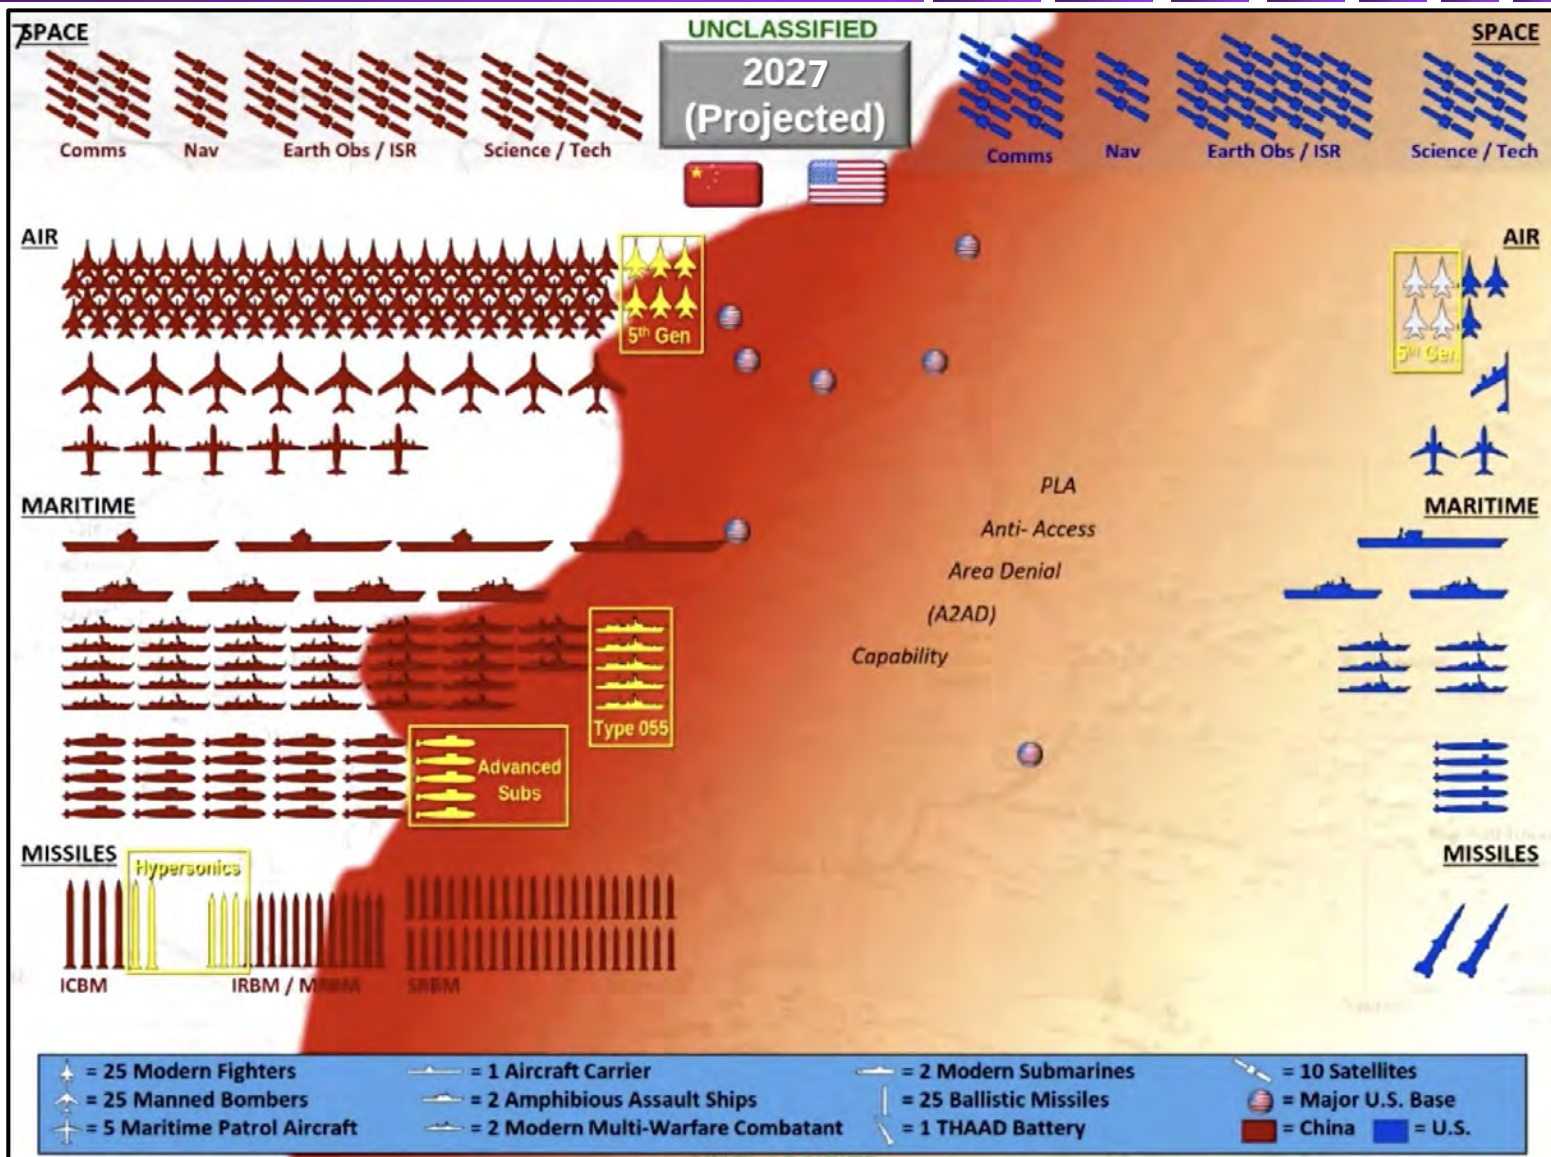 7
SPACE
UNCLASSIFIED
2027
(Projected)
SPACE
Comms
Nav
Earth Obs / ISR
Science / Tech
Comms
Nav
Earth Obs / ISR
Science / Tech
AIR
5th Gen
AIR
5th Gen
MARITIME
MARITIME
PLA
Anti- Access
Area Denial
(A2AD)
Capability
Type 055
Advanced
Subs
MISSILES
Hypersonics
MISSILES
ICBM
IRBM / MRBM
SRBM
= 25 Modern Fighters
= 25 Manned Bombers
= 5 Maritime Patrol Aircraft
= 1 Aircraft Carrier
= 2 Amphibious Assault Ships
= 2 Modern Multi-Warfare Combatant
= 2 Modern Submarines
= 25 Ballistic Missiles
= 1 THAAD Battery
= 10 Satellites
= Major U.S. Base
= China = U.S.